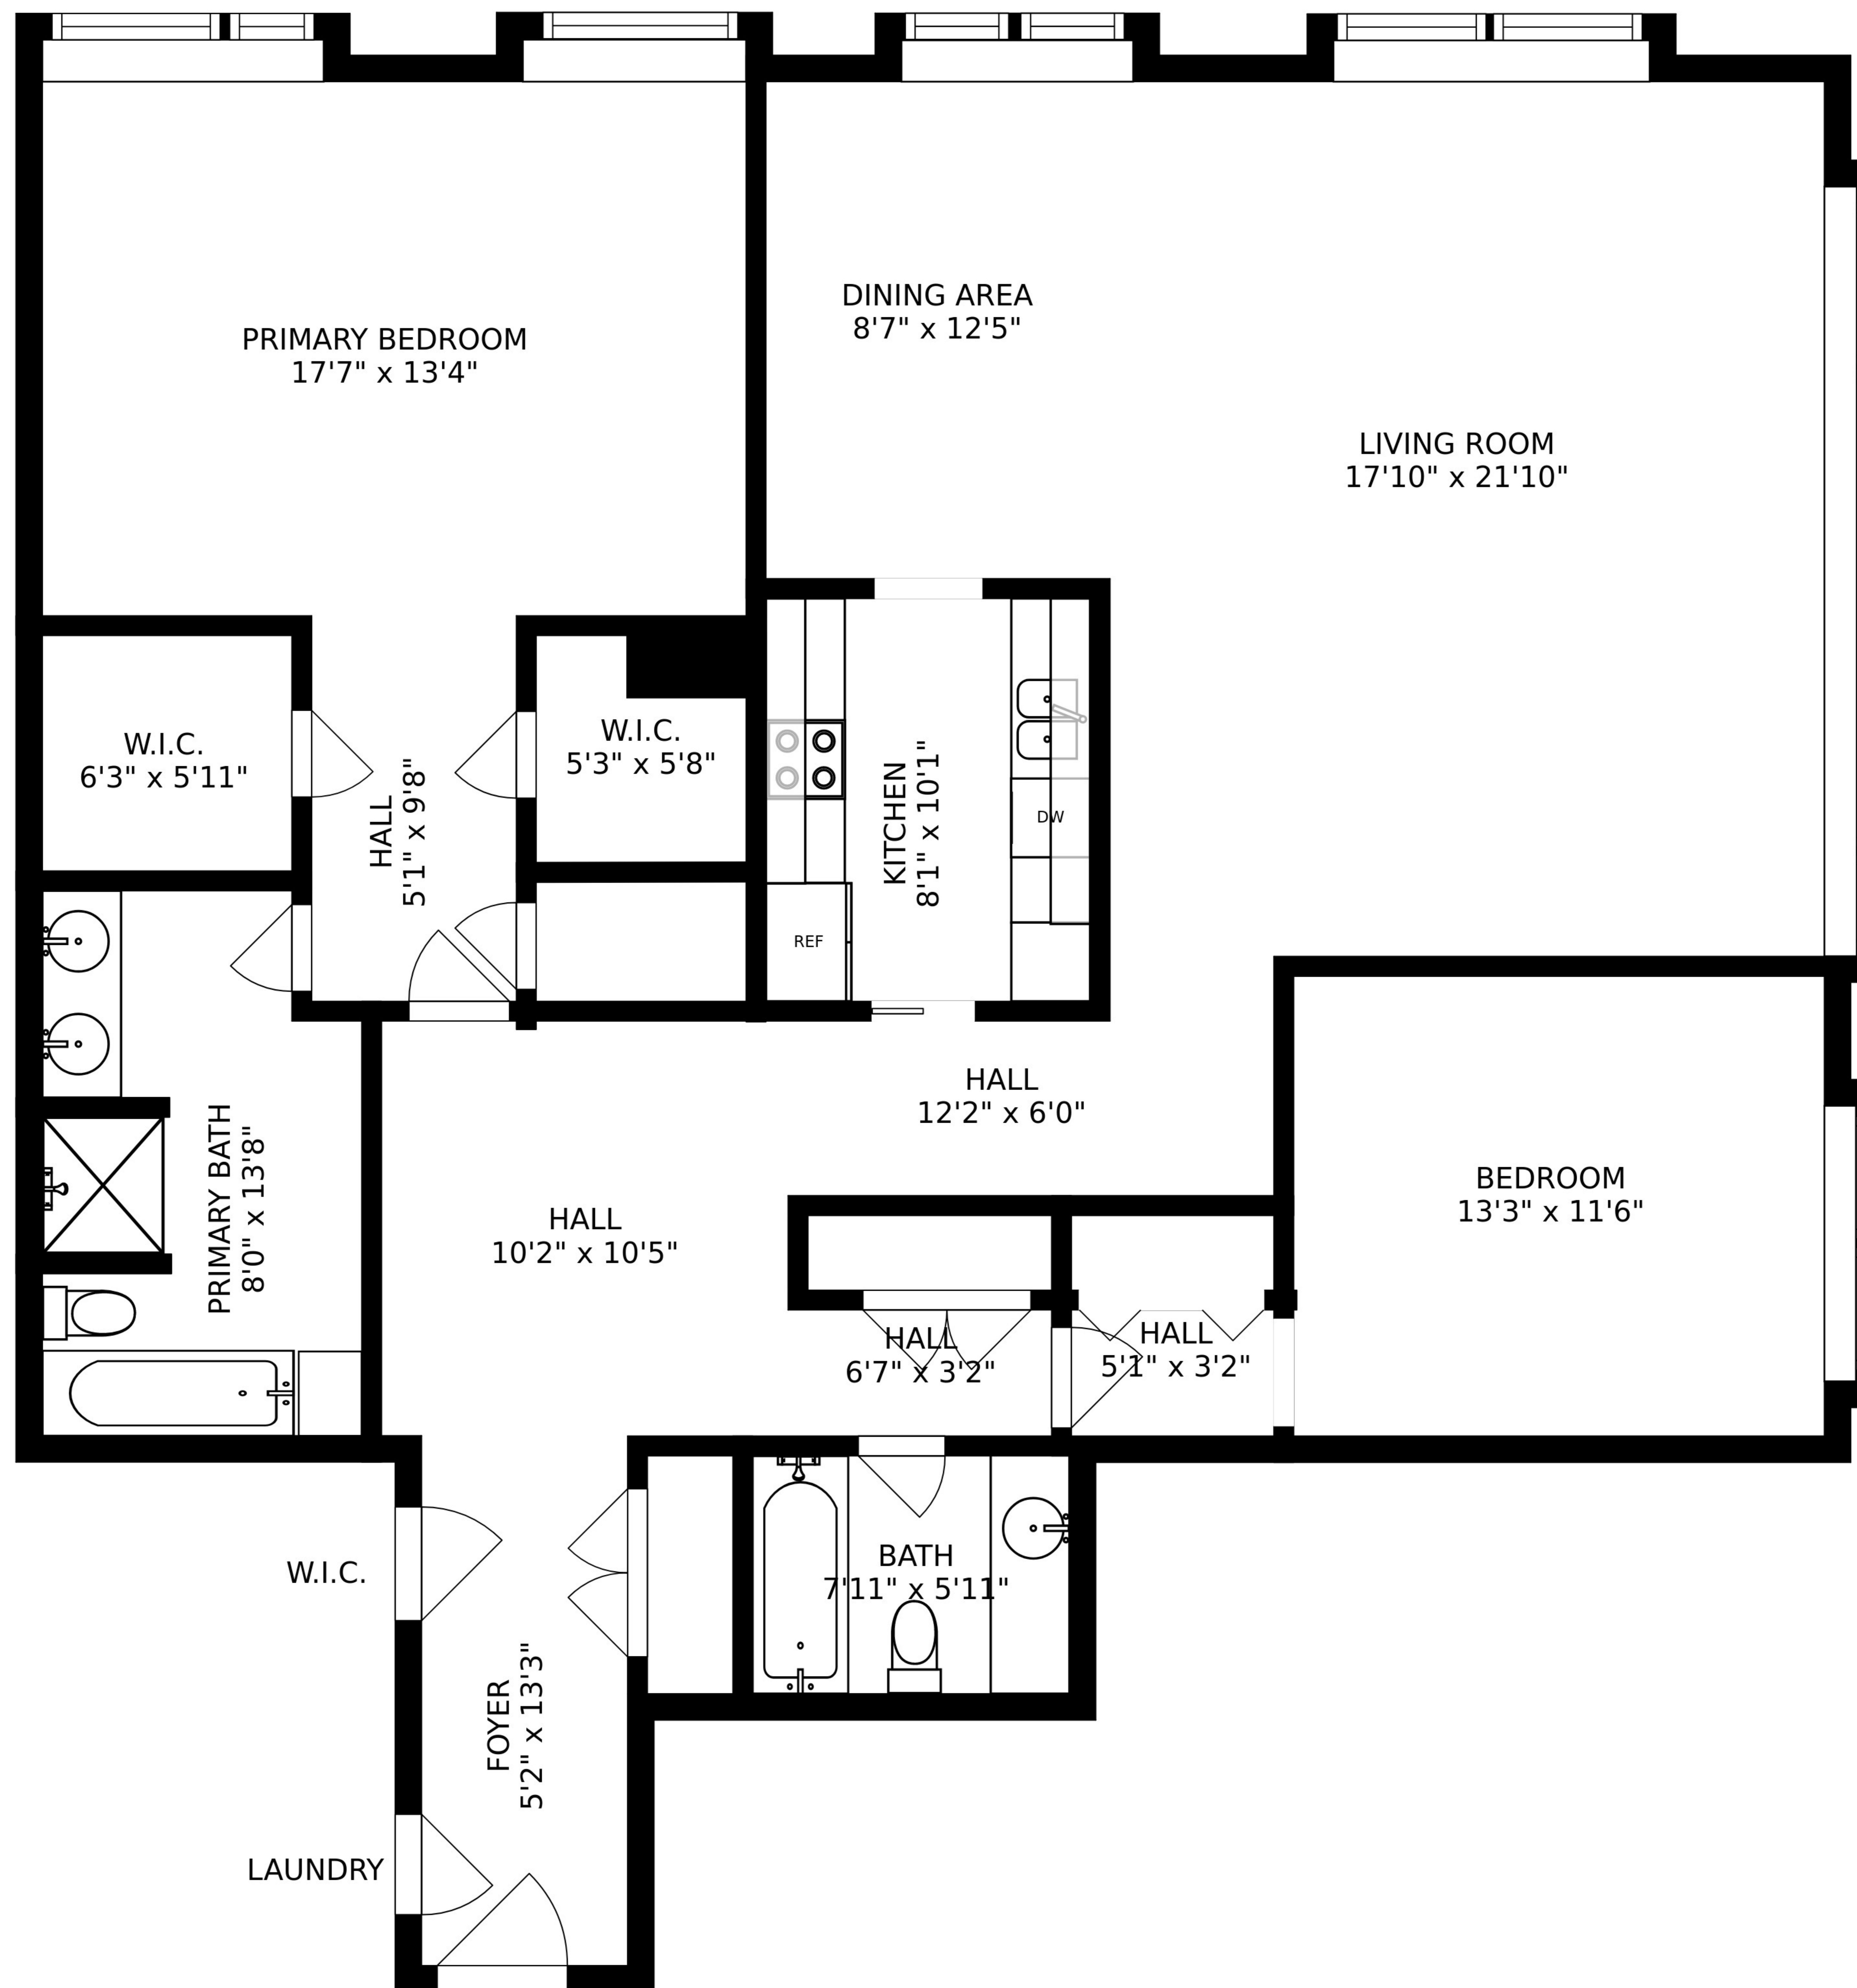 DINING AREA
8'7" x 12'5"
PRIMARY BEDROOM
17'7" x 13'4"
LIVING ROOM
17'10" x 21'10"
W.I.C.
6'3" x 5'11"
HALL
5'1" x 9'8"
W.I.C.
5'3" x 5'8"
KITCHEN
8'1" x 10'1"
DW
REF
HALL
12'2" x 6'0"
PRIMARY BATH
8'0" x 13'8"
HALL
10'2" x 10'5"
BEDROOM
13'3" x 11'6"
HALL
6'7" x 3'2"
HALL
5'1" x 3'2"
W.I.C.
BATH
7'11" x 5'11"
FOYER
5'2" x 13'3"
LAUNDRY